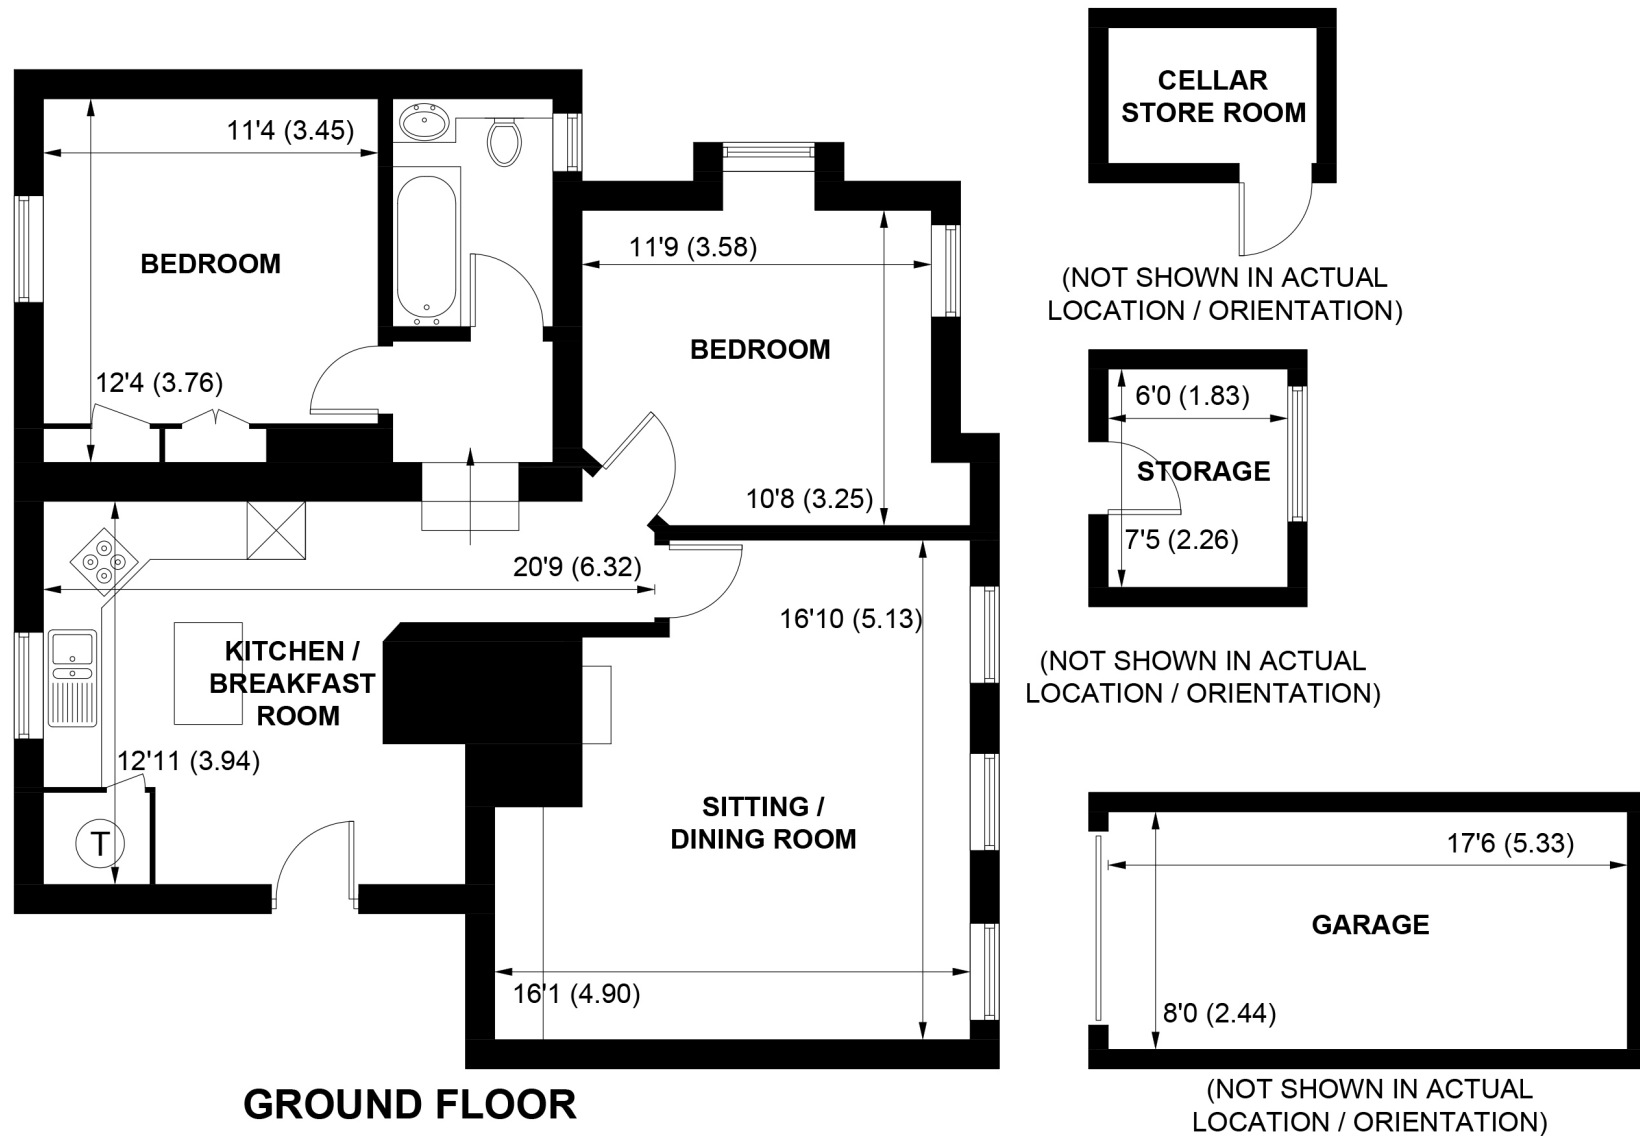 CELLAR
STORE ROOM
(NOT SHOWN IN ACTUAL
LOCATION / ORIENTATION)
11'4 (3.45)
BEDROOM
12'4 (3.76)
11'9 (3.58)
BEDROOM
10'8 (3.25)
6'0 (1.83)
STORAGE
7'5 (2.26)
(NOT SHOWN IN ACTUAL
LOCATION / ORIENTATION)
20'9 (6.32)
KITCHEN /
BREAKFAST
ROOM
12'11 (3.94)
T
16'10 (5.13)
SITTING /
DINING ROOM
16'1 (4.90)
17'6 (5.33)
GARAGE
8'0 (2.44)
(NOT SHOWN IN ACTUAL
LOCATION / ORIENTATION)
GROUND FLOOR